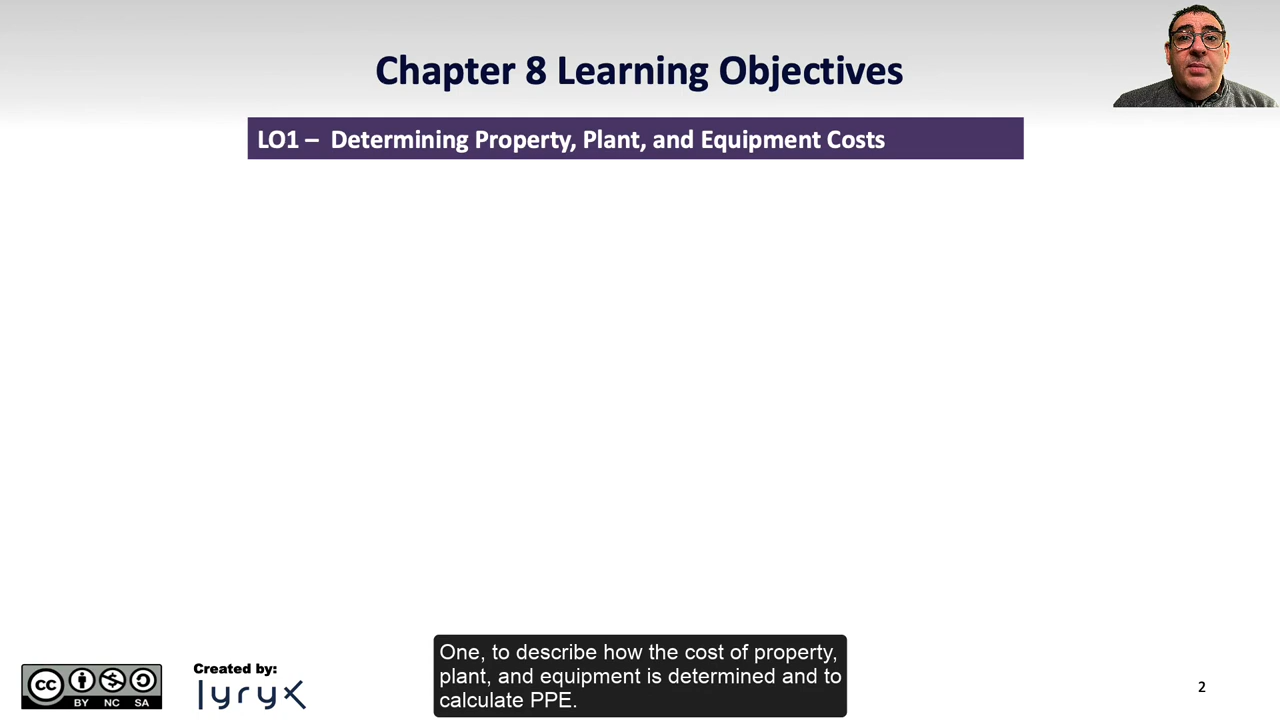 Chapter 8 Learning Objectives
LO1 – Determining Property, Plant, and Equipment Costs
One, to describe how the cost of property,
plant, and equipment is determined and to
calculate PPE.
cc
BY NC SA
Created by:
lyryx
2